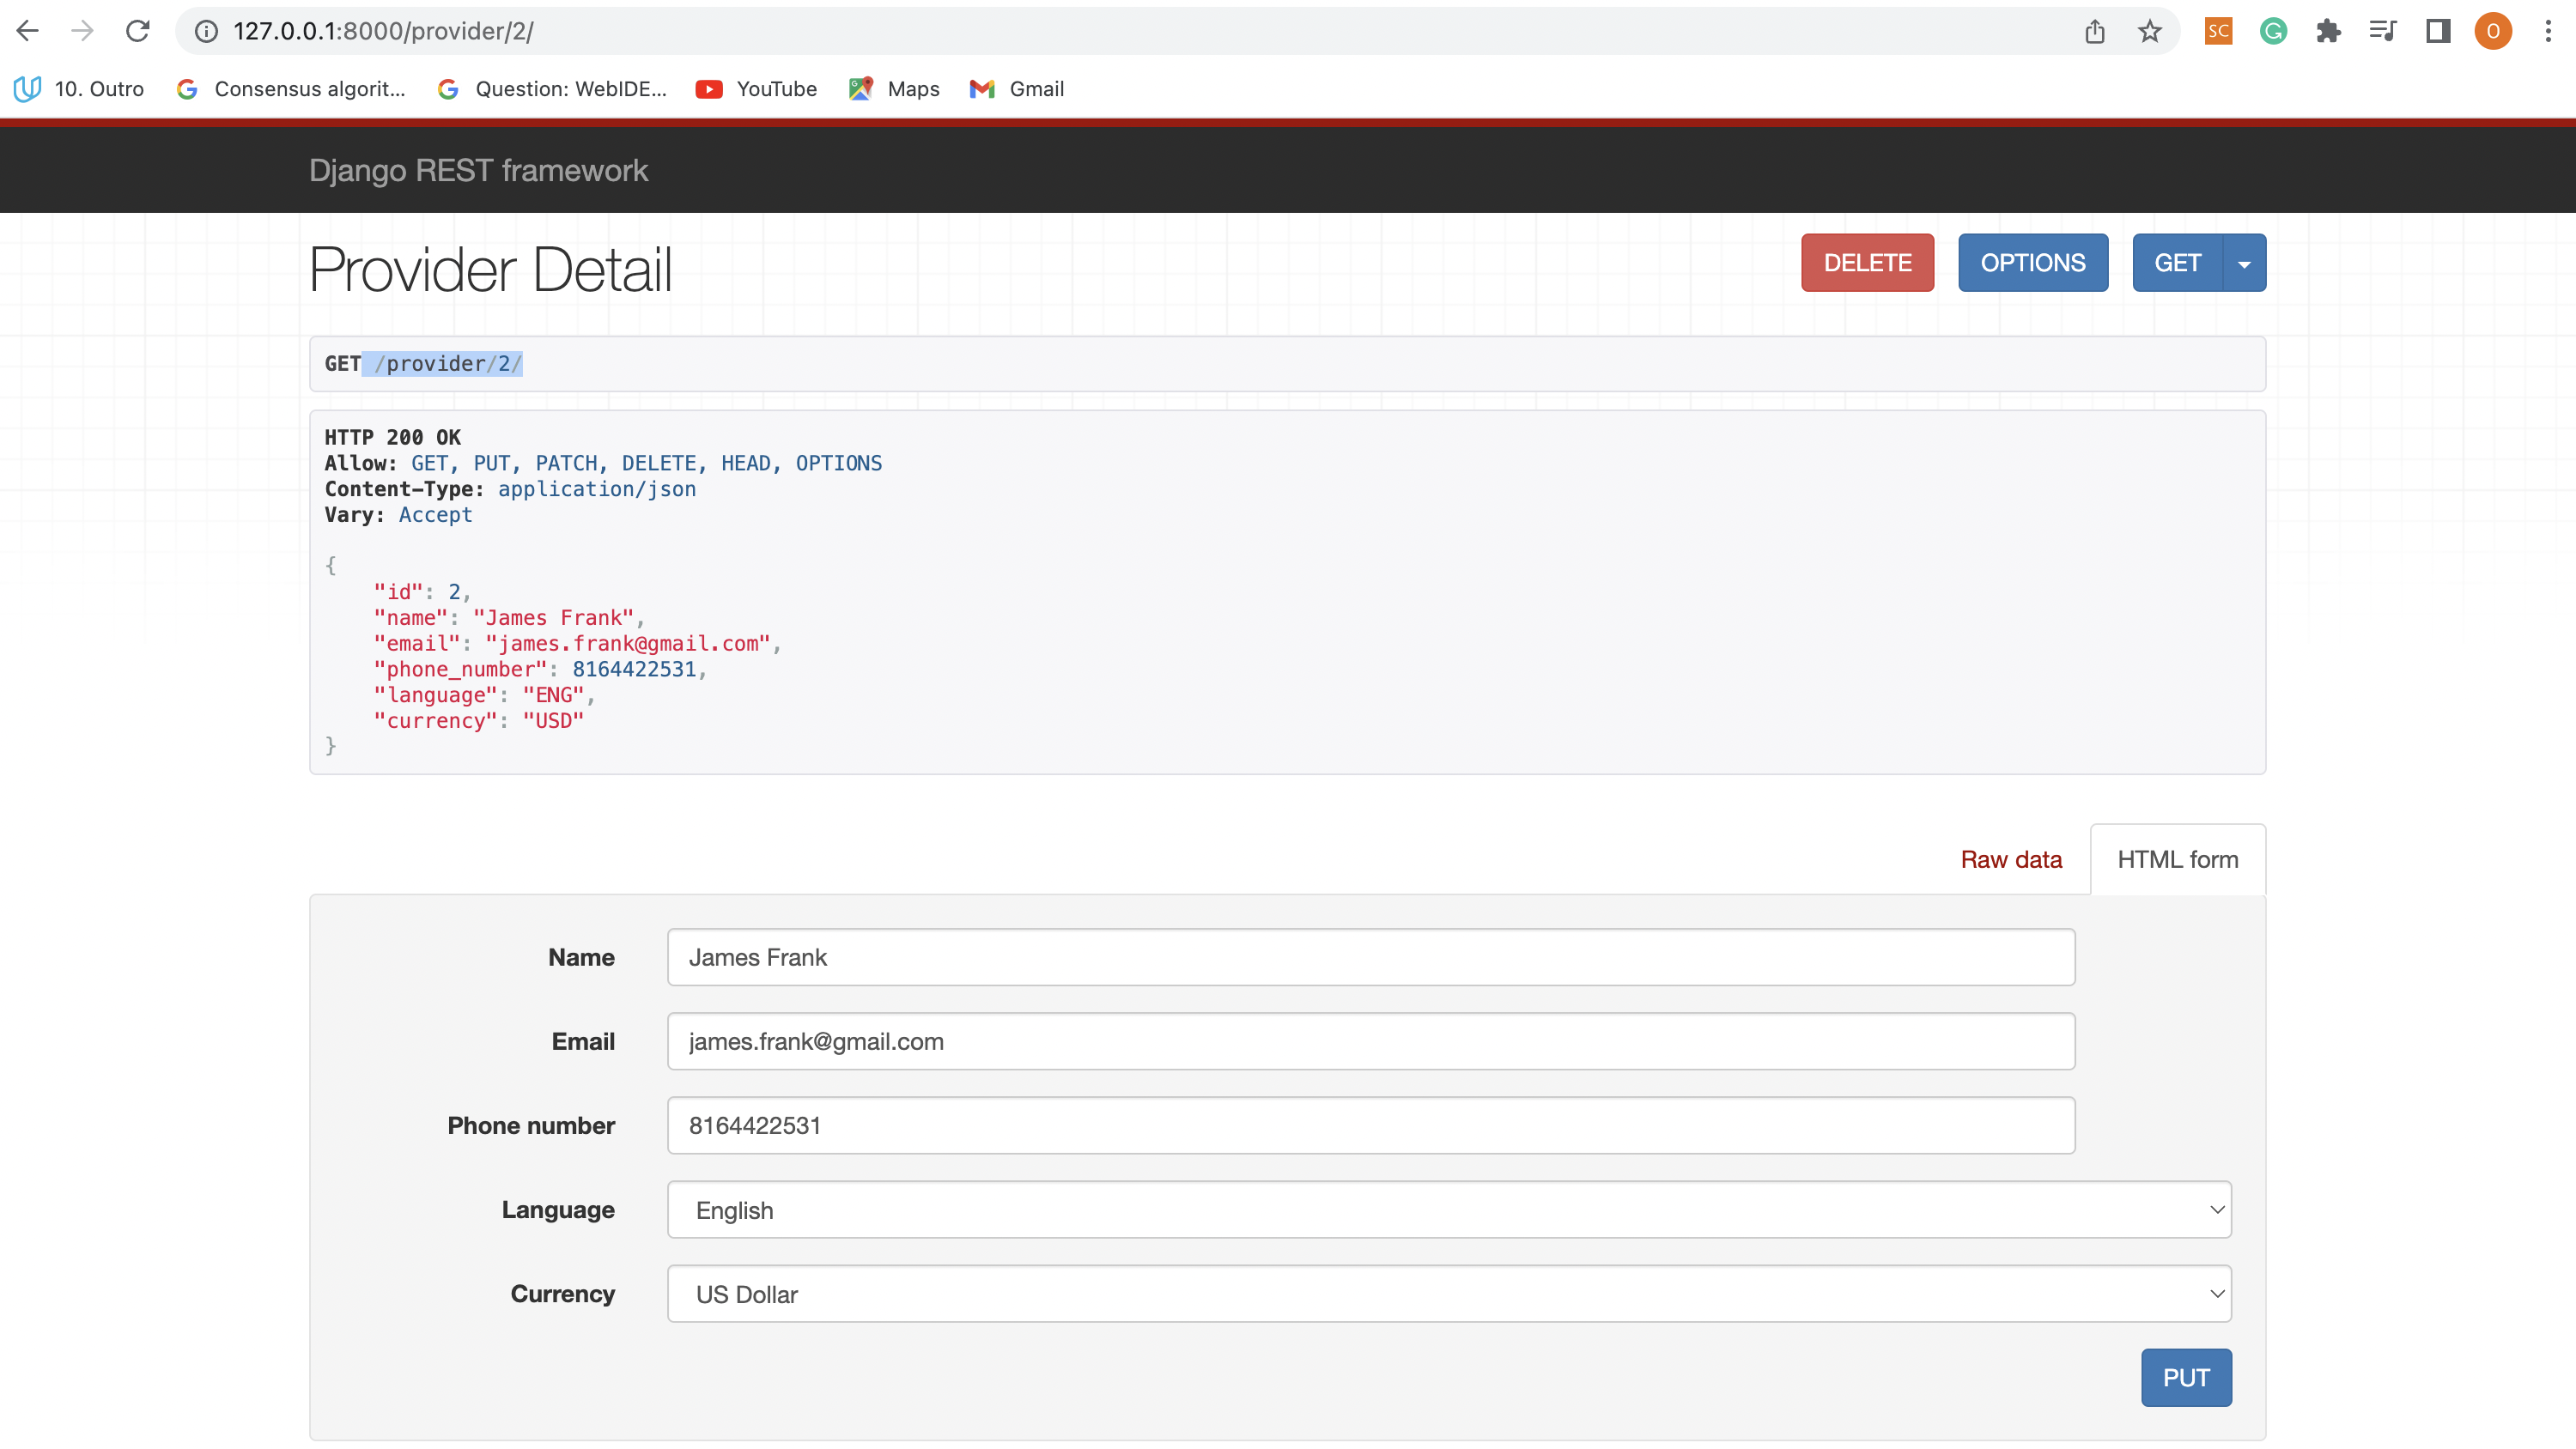 127.0.0.1:8000/provider/2/
SC
G
O
10. Outro
Consensus algorit...
Question: WebIDE...
YouTube
Maps
Gmail
Django REST framework
Provider Detail
DELETE
OPTIONS
GET
GET /provider/2/
HTTP 200 OK
Allow: GET, PUT, PATCH, DELETE, HEAD, OPTIONS
Content-Type: application/json
Vary: Accept
{
"id": 2,
"name": "James Frank",
"email": "james.frank@gmail.com",
"phone_number": 8164422531,
"language": "ENG",
"currency": "USD"
}
Raw data
HTML form
Name
James Frank
Email
james.frank@gmail.com
Phone number
8164422531
Language
English
Currency
US Dollar
PUT